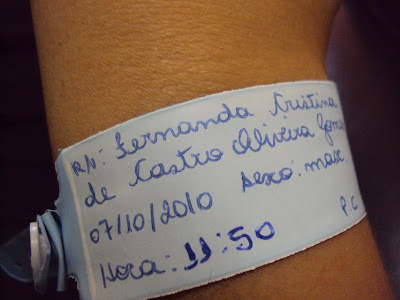 RN: Fernanda Cristina
de Castro Oliveira Gomes
07/10/2010 sexo: masc.
Hora: 11:50 P.C